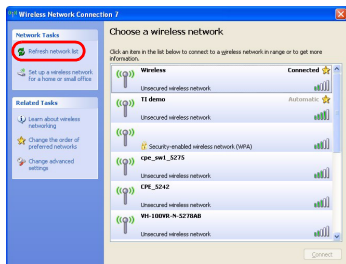 Wireless Network Connection 7
Network Tasks
Refresh network list
Set up a wireless network
for a home or small office
Related Tasks
Learn about wireless
networking
Change the order of
preferred networks
Change advanced
settings
Choose a wireless network
Click an item in the list below to connect to a wireless network in range or to get more
information.
Wireless
Connected
Unsecured wireless network
TI demo
Automatic
Unsecured wireless network
Security-enabled wireless network (WPA)
cpe_sw1_5275
Unsecured wireless network
CPE_5242
Unsecured wireless network
VH-100VR-N-5278AB
Unsecured wireless network
Connect